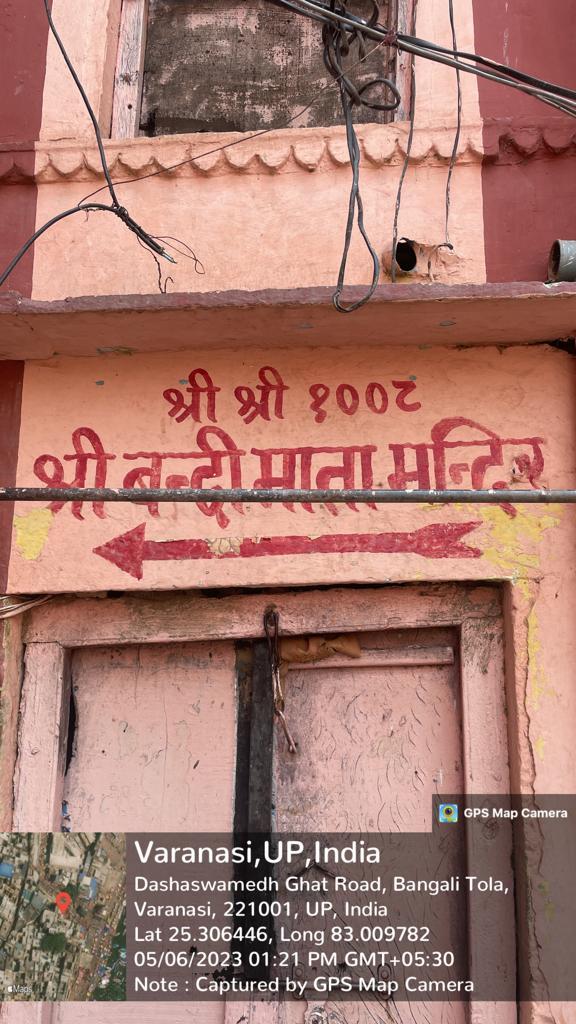 श्री श्री १००८
श्री बन्दी माता मन्दिर
GPS Map Camera
Varanasi,UP,India
Dashaswamedh Ghat Road, Bangali Tola,
Varanasi, 221001, UP, India
Lat 25.306446, Long 83.009782
05/06/2023 01:21 PM GMT+05:30
Note : Captured by GPS Map Camera
Maps